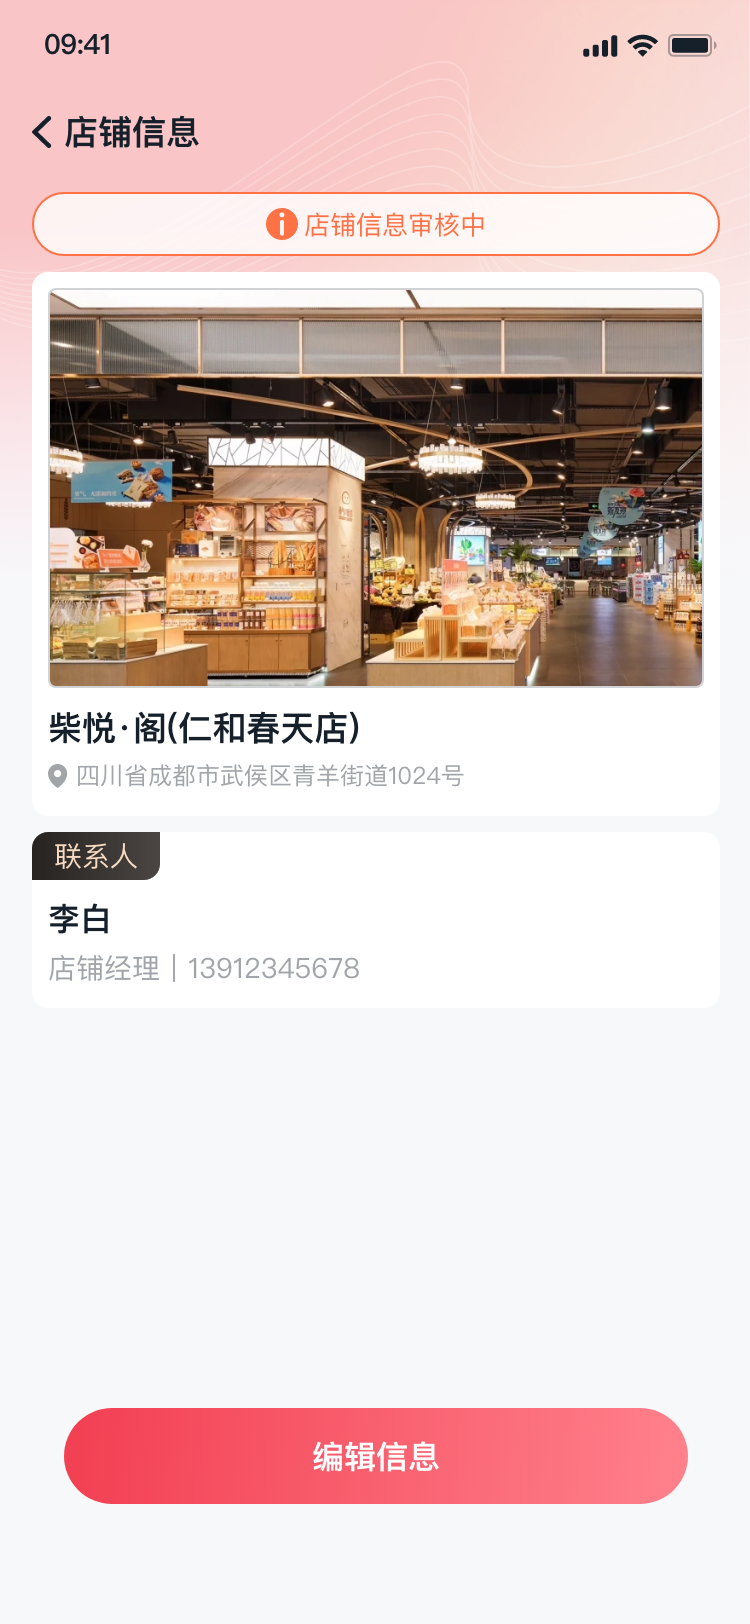 09:41
店铺信息
店铺信息审核中
柴悦·阁(仁和春天店)
四川省成都市武侯区青羊街道1024号
联系人
李白
店铺经理｜13912345678
编辑信息